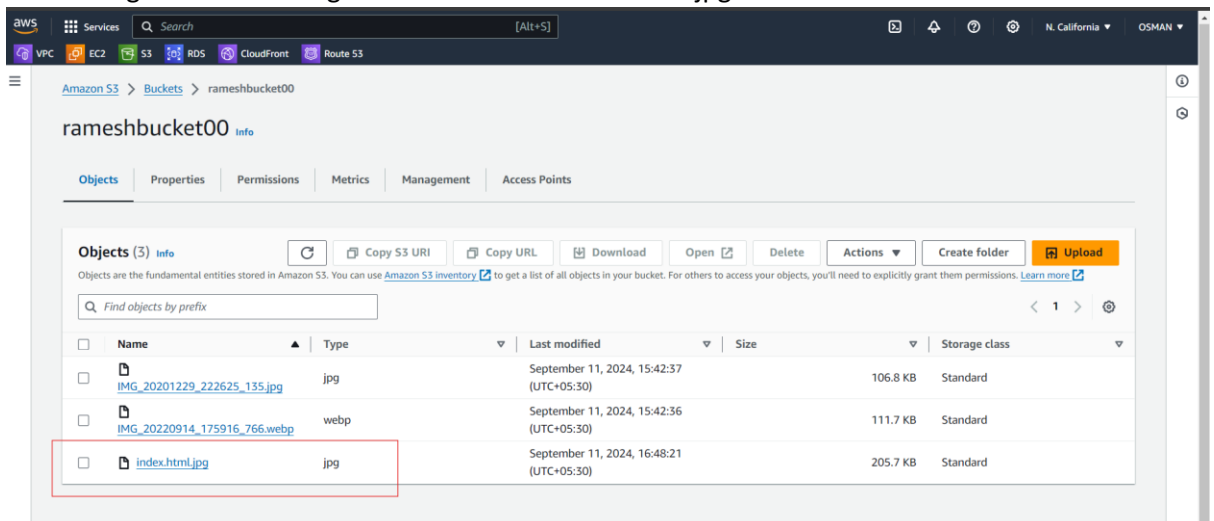 aws
Services
Search
[Alt+S]
N. California ▼
OSMAN ▼
VPC
EC2
S3
RDS
CloudFront
Route 53
Amazon S3 > Buckets > rameshbucket00
rameshbucket00 Info
Objects
Properties
Permissions
Metrics
Management
Access Points
Objects (3) Info
Copy S3 URI
Copy URL
Download
Open
Delete
Actions ▼
Create folder
Upload
Objects are the fundamental entities stored in Amazon S3. You can use Amazon S3 inventory to get a list of all objects in your bucket. For others to access your objects, you'll need to explicitly grant them permissions. Learn more
Find objects by prefix
< 1 >
Name
Type
Last modified
Size
Storage class
IMG_20201229_222625_135.jpg
jpg
September 11, 2024, 15:42:37
(UTC+05:30)
106.8 KB
Standard
IMG_20220914_175916_766.webp
webp
September 11, 2024, 15:42:36
(UTC+05:30)
111.7 KB
Standard
index.html.jpg
jpg
September 11, 2024, 16:48:21
(UTC+05:30)
205.7 KB
Standard